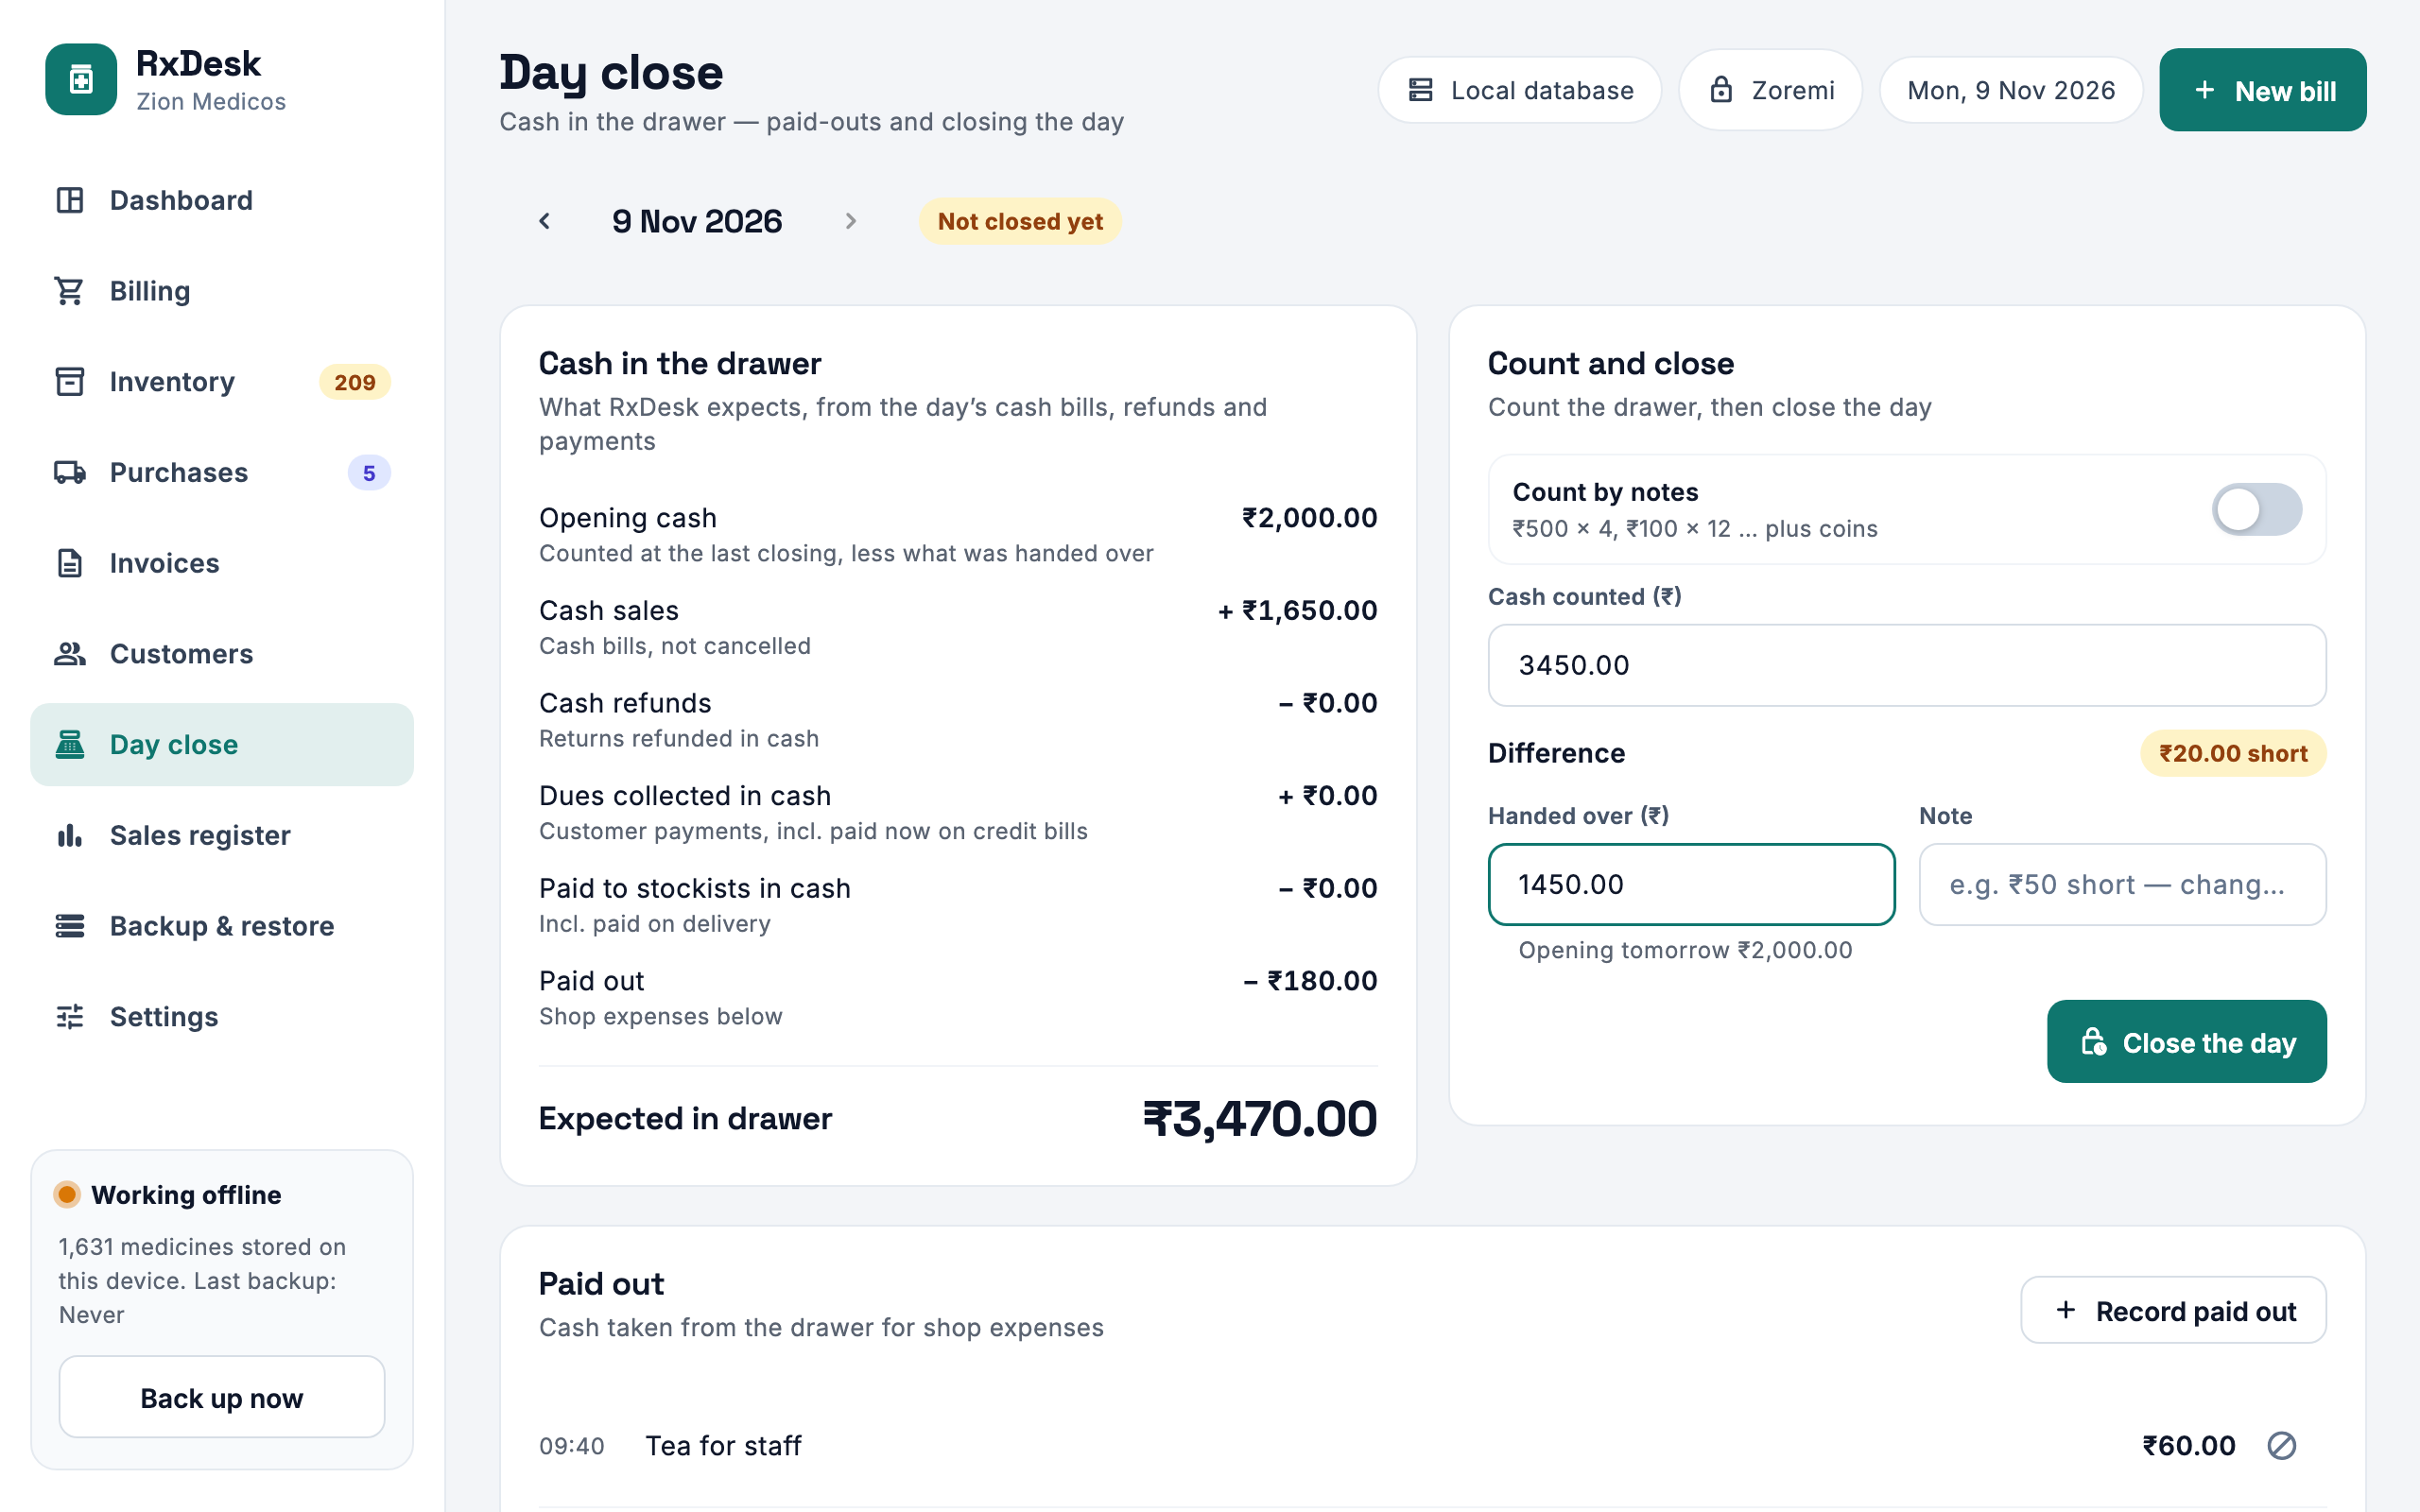 RxDesk
Zion Medicos
Dashboard
Billing
Inventory 209
Purchases 5
Invoices
Customers
Day close
Sales register
Backup & restore
Settings
Working offline
1,631 medicines stored on
this device. Last backup:
Never
Back up now
Day close
Cash in the drawer — paid-outs and closing the day
Local database
Zoremi
Mon, 9 Nov 2026
+ New bill
9 Nov 2026
Not closed yet
Cash in the drawer
What RxDesk expects, from the day’s cash bills, refunds and
payments
Opening cash ₹2,000.00
Counted at the last closing, less what was handed over
Cash sales + ₹1,650.00
Cash bills, not cancelled
Cash refunds − ₹0.00
Returns refunded in cash
Dues collected in cash + ₹0.00
Customer payments, incl. paid now on credit bills
Paid to stockists in cash − ₹0.00
Incl. paid on delivery
Paid out − ₹180.00
Shop expenses below
Expected in drawer ₹3,470.00
Count and close
Count the drawer, then close the day
Count by notes
₹500 × 4, ₹100 × 12 … plus coins
Cash counted (₹)
3450.00
Difference ₹20.00 short
Handed over (₹) Note
1450.00 e.g. ₹50 short — chang...
Opening tomorrow ₹2,000.00
Close the day
Paid out
Cash taken from the drawer for shop expenses
+ Record paid out
09:40 Tea for staff ₹60.00